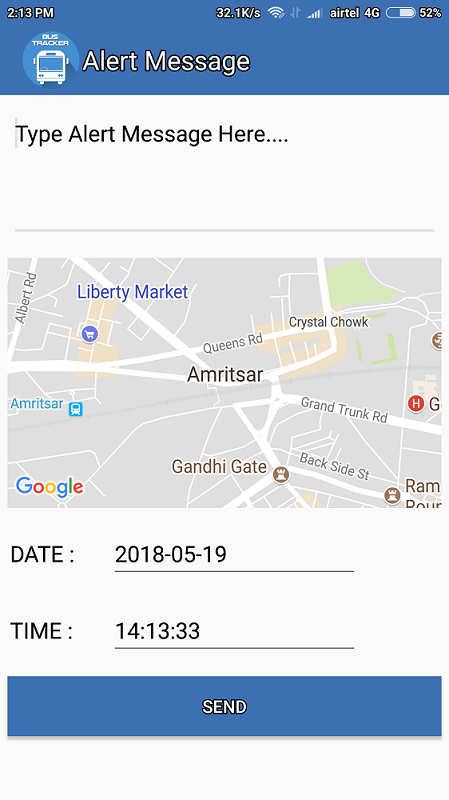 2:13 PM 32.1K/s airtel 4G 52%
BUS
TRACKER
Alert Message
Type Alert Message Here....
Albert Rd
Liberty Market
Queens Rd
Crystal Chowk
Amritsar
Amritsar
H
Grand Trunk Rd
Gandhi Gate
Back Side St
Ram
Google
DATE :
2018-05-19
TIME :
14:13:33
SEND